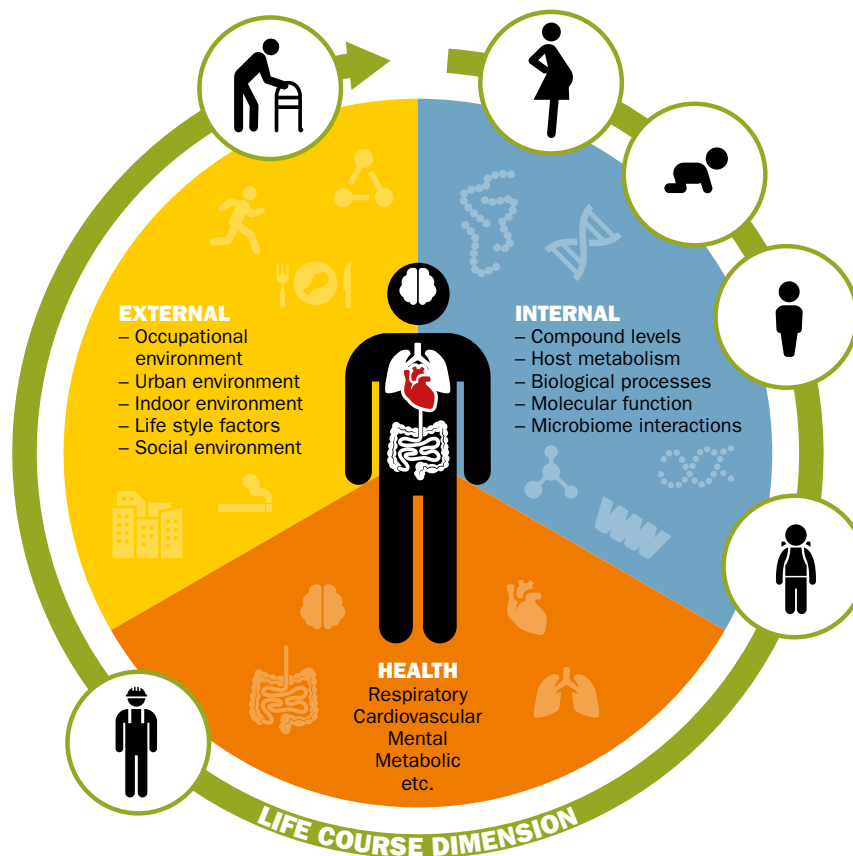 EXTERNAL
– Occupational
environment
– Urban environment
– Indoor environment
– Life style factors
– Social environment
INTERNAL
– Compound levels
– Host metabolism
– Biological processes
– Molecular function
– Microbiome interactions
HEALTH
Respiratory
Cardiovascular
Mental
Metabolic
etc.
LIFE COURSE DIMENSION